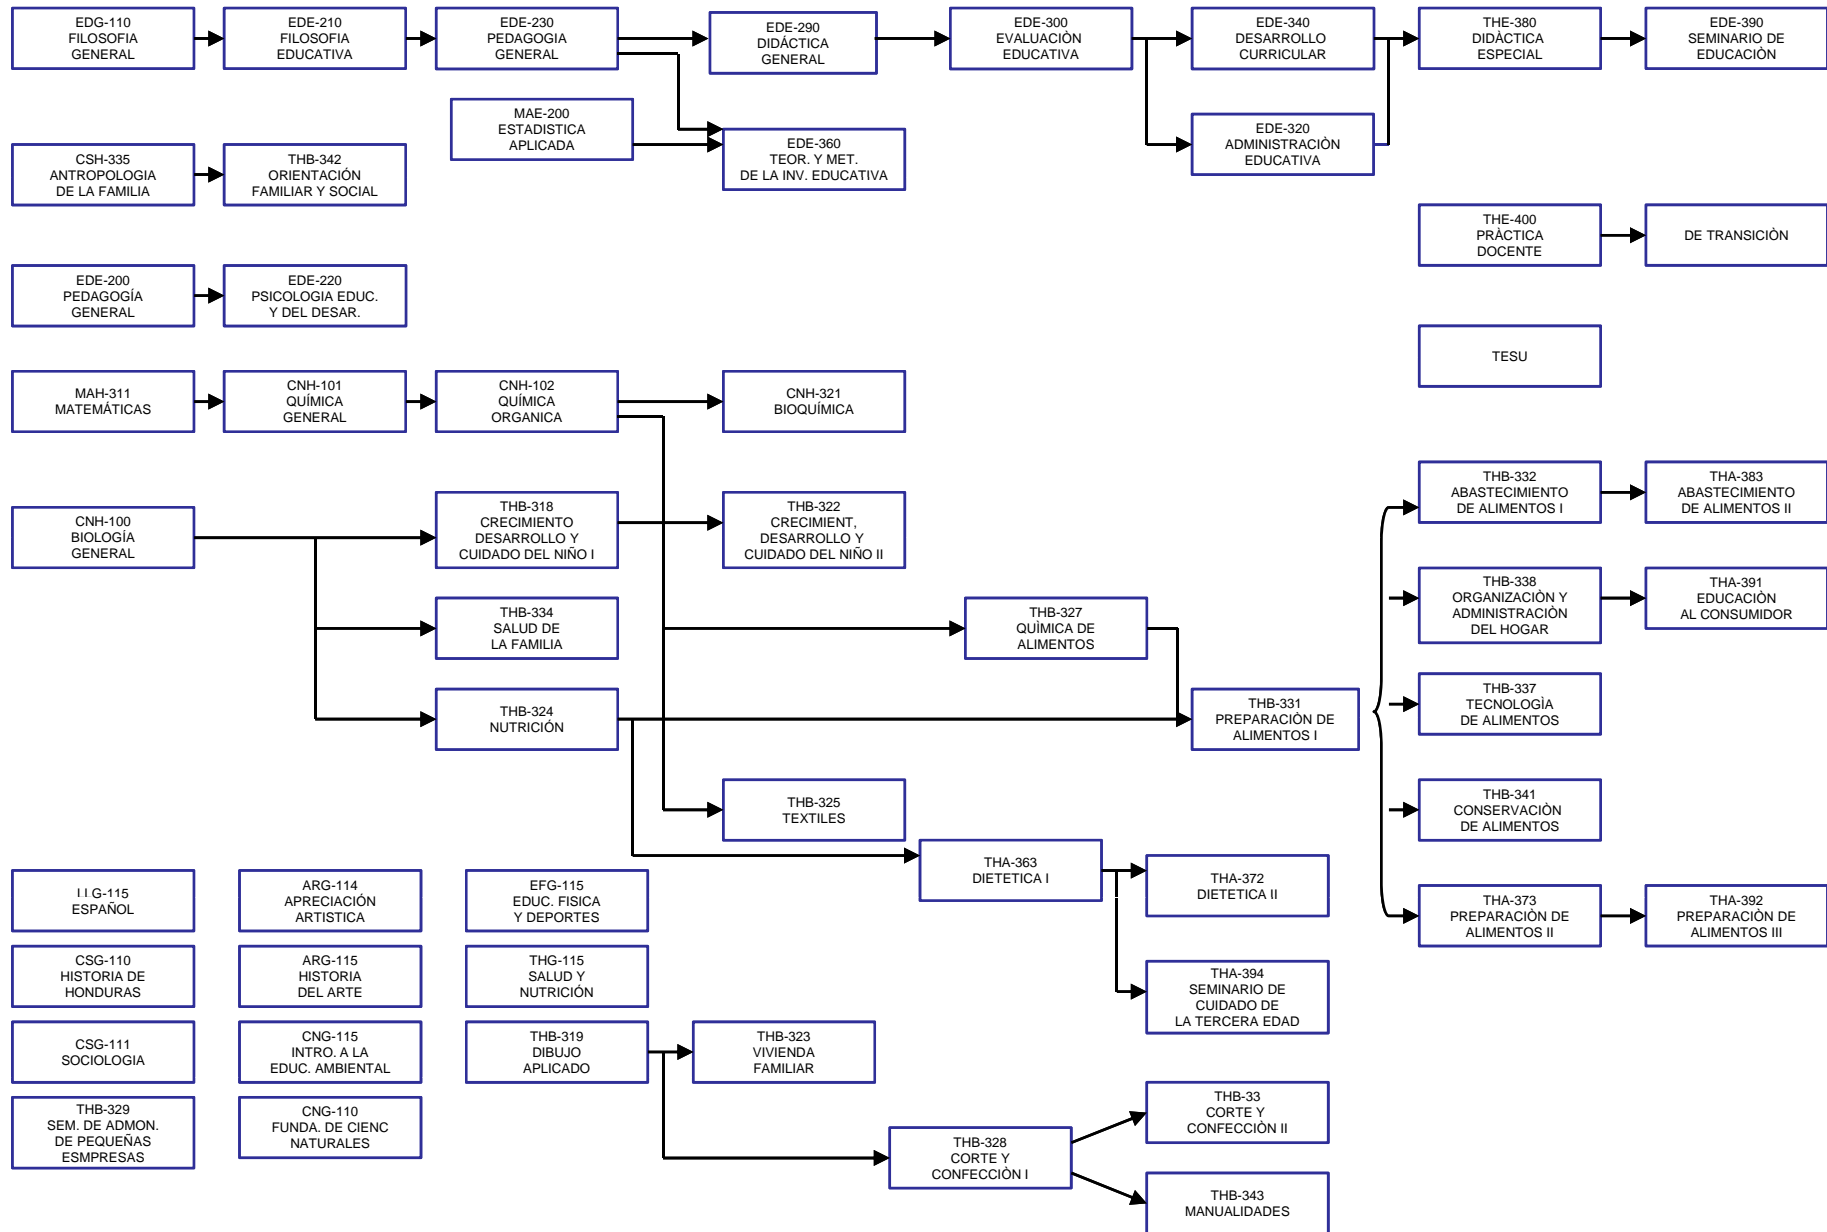 EDG-110
FILOSOFIA
GENERAL
EDE-210
FILOSOFIA
EDUCATIVA
EDE-230
PEDAGOGIA
GENERAL
EDE-290
DIDÁCTICA
GENERAL
EDE-300
EVALUACIÒN
EDUCATIVA
EDE-340
DESARROLLO
CURRICULAR
THE-380
DIDÀCTICA
ESPECIAL
EDE-390
SEMINARIO DE
EDUCACIÒN
MAE-200
ESTADISTICA
APLICADA
EDE-360
TEOR. Y MET.
DE LA INV. EDUCATIVA
EDE-320
ADMINISTRACIÒN
EDUCATIVA
CSH-335
ANTROPOLOGIA
DE LA FAMILIA
THB-342
ORIENTACIÓN
FAMILIAR Y SOCIAL
THE-400
PRÀCTICA
DOCENTE
DE TRANSICIÒN
EDE-200
PEDAGOGÍA
GENERAL
EDE-220
PSICOLOGIA EDUC.
Y DEL DESAR.
TESU
MAH-311
MATEMÁTICAS
CNH-101
QUÍMICA
GENERAL
CNH-102
QUÍMICA
ORGANICA
CNH-321
BIOQUÍMICA
CNH-100
BIOLOGÍA
GENERAL
THB-318
CRECIMIENTO
DESARROLLO Y
CUIDADO DEL NIÑO I
THB-322
CRECIMIENT,
DESARROLLO Y
CUIDADO DEL NIÑO II
THB-332
ABASTECIMIENTO
DE ALIMENTOS I
THA-383
ABASTECIMIENTO
DE ALIMENTOS II
THB-334
SALUD DE
LA FAMILIA
THB-327
QUÌMICA DE
ALIMENTOS
THB-338
ORGANIZACIÒN Y
ADMINISTRACIÒN
DEL HOGAR
THA-391
EDUCACIÒN
AL CONSUMIDOR
THB-324
NUTRICIÓN
THB-331
PREPARACIÒN DE
ALIMENTOS I
THB-337
TECNOLOGÌA
DE ALIMENTOS
THB-325
TEXTILES
THB-341
CONSERVACIÒN
DE ALIMENTOS
THA-363
DIETETICA I
THA-372
DIETETICA II
THA-373
PREPARACIÒN DE
ALIMENTOS II
THA-392
PREPARACIÒN DE
ALIMENTOS III
LLG-115
ESPAÑOL
ARG-114
APRECIACIÓN
ARTISTICA
EFG-115
EDUC. FISICA
Y DEPORTES
CSG-110
HISTORIA DE
HONDURAS
ARG-115
HISTORIA
DEL ARTE
THG-115
SALUD Y
NUTRICIÓN
THA-394
SEMINARIO DE
CUIDADO DE
LA TERCERA EDAD
CSG-111
SOCIOLOGIA
CNG-115
INTRO. A LA
EDUC. AMBIENTAL
THB-319
DIBUJO
APLICADO
THB-323
VIVIENDA
FAMILIAR
THB-329
SEM. DE ADMON.
DE PEQUEÑAS
ESMPRESAS
CNG-110
FUNDA. DE CIENC
NATURALES
THB-328
CORTE Y
CONFECCIÒN I
THB-33
CORTE Y
CONFECCIÒN II
THB-343
MANUALIDADES